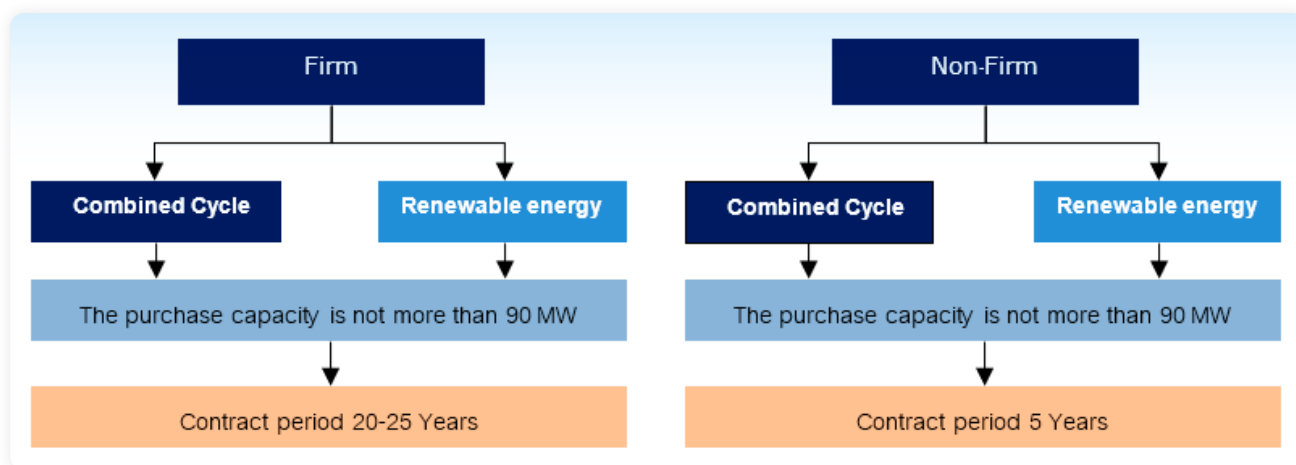 Firm
Non-Firm
Combined Cycle
Renewable energy
Combined Cycle
Renewable energy
The purchase capacity is not more than 90 MW
The purchase capacity is not more than 90 MW
Contract period 20-25 Years
Contract period 5 Years